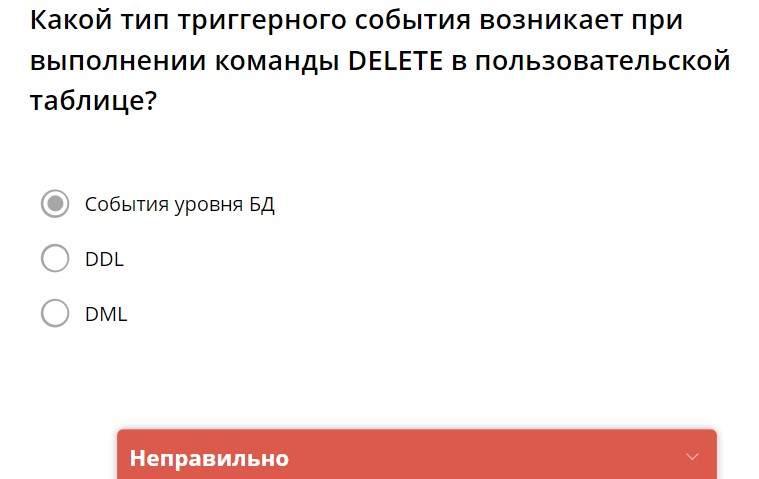 Какой тип триггерного события возникает при
выполнении команды DELETE в пользовательской
таблице?
События уровня БД
DDL
DML
Неправильно